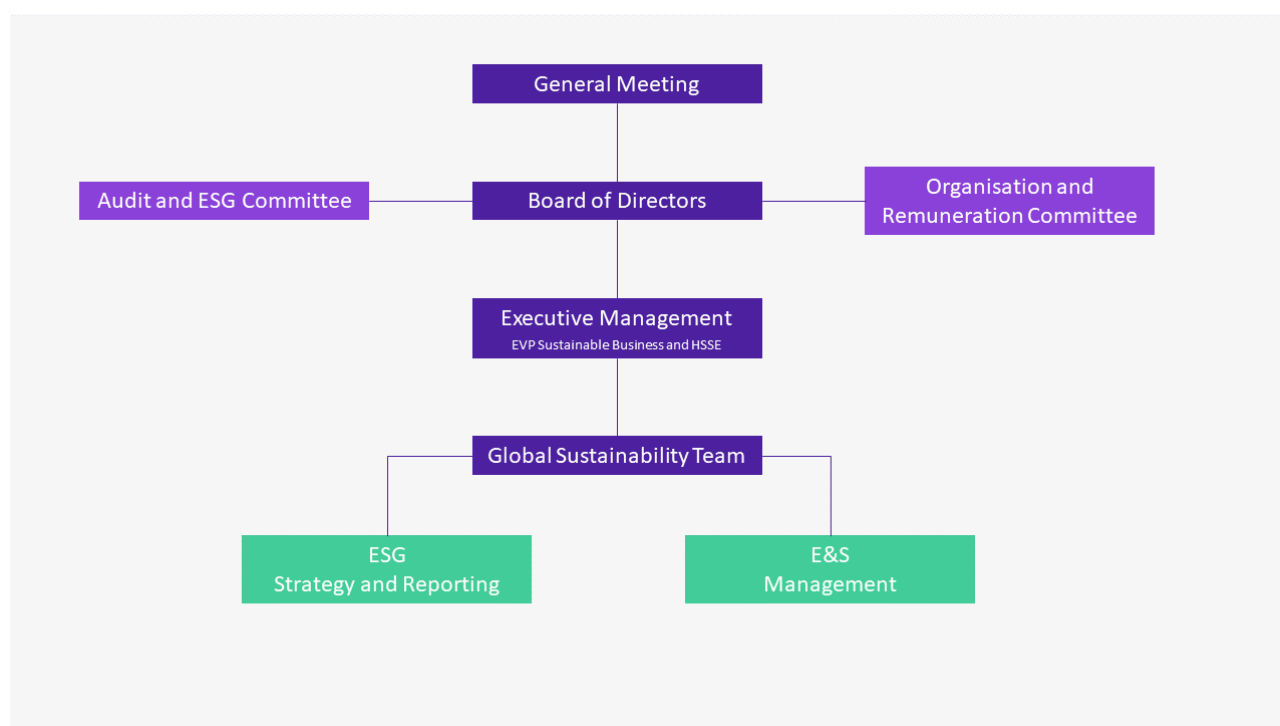 General Meeting
Audit and ESG Committee
Board of Directors
Organisation and
Remuneration Committee
Executive Management
EVP Sustainable Business and HSSE
Global Sustainability Team
ESG
Strategy and Reporting
E&S
Management